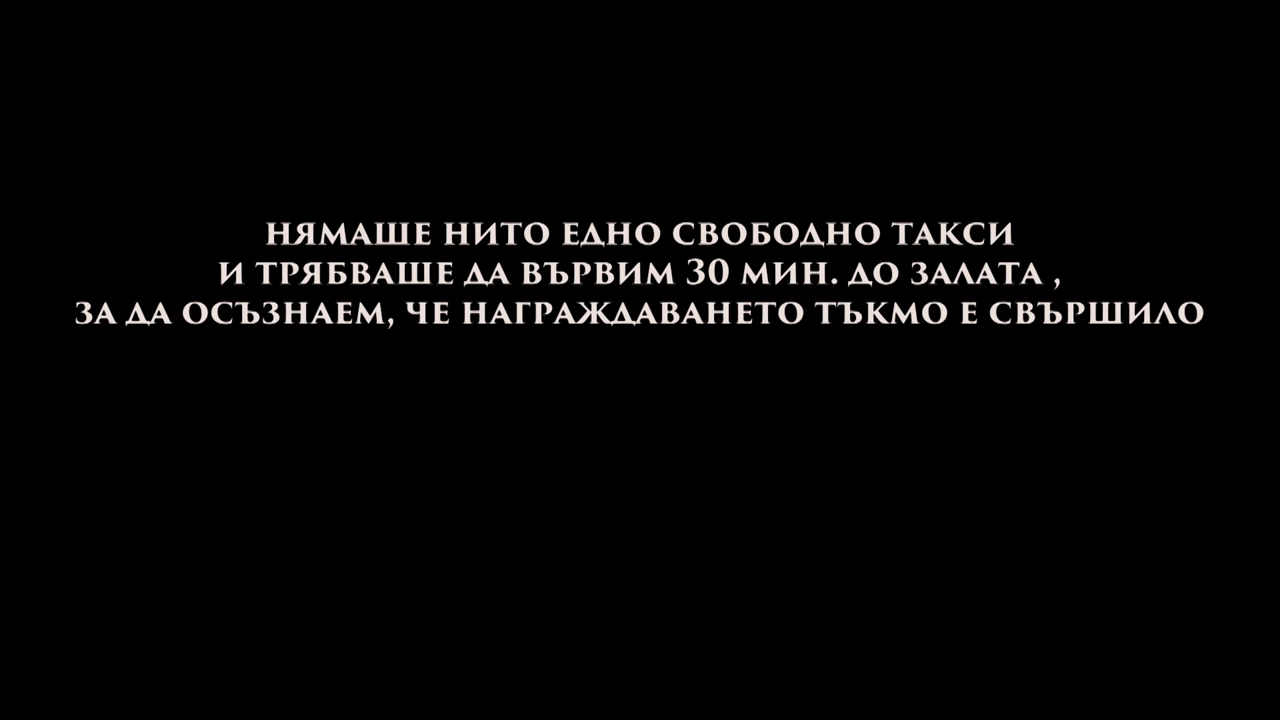 НЯМАШЕ НИТО ЕДНО СВОБОДНО ТАКСИ
И ТРЯБВАШЕ ДА ВЪРВИМ 30 МИН. ДО ЗАЛАТА ,
ЗА ДА ОСЪЗНАЕМ, ЧЕ НАГРАЖДАВАНЕТО ТЪКМО Е СВЪРШИЛО